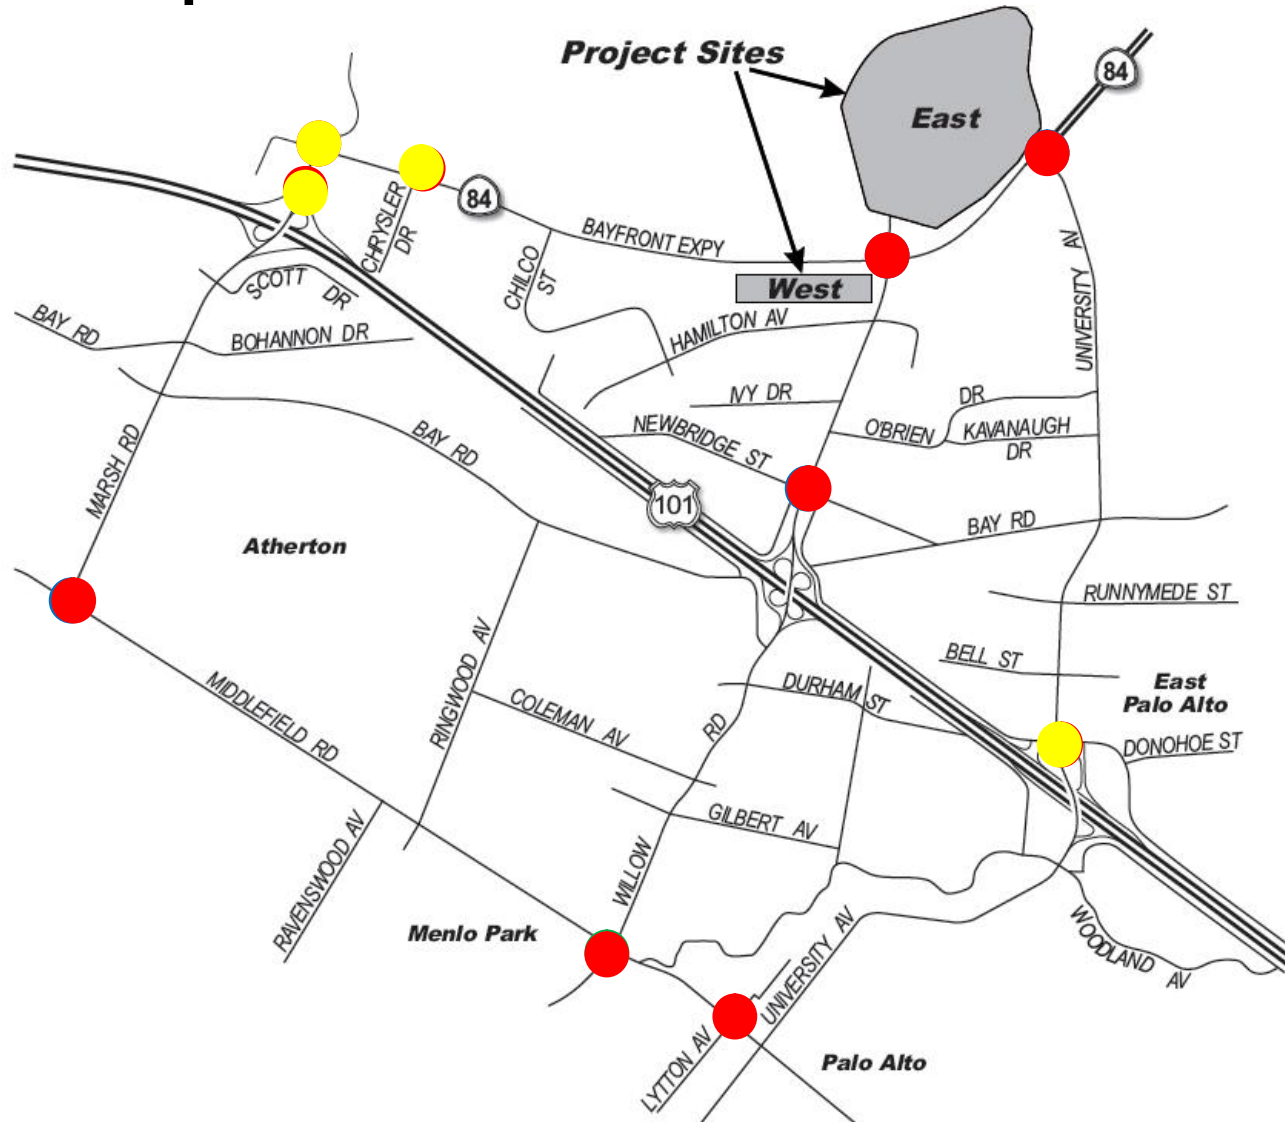 Project Sites
84
East
84
CHRYSLER
DR
BAYFRONT EXPY
UNIVERSITY AV
CHILCO
ST
SCOTT DR
West
BAY RD
BOHANNON DR
HAMILTON AV
IVY DR
DR
NEWBRIDGE ST
O'BRIEN
KAVANAUGH
DR
BAY RD
MARSH RD
101
BAY RD
Atherton
RUNNYMEDE ST
BELL ST
RINGWOOD AV
DURHAM ST
East
Palo Alto
MIDDLEFIELD RD
COLEMAN AV
DONOHOE ST
GILBERT AV
WILLOW RD
RAVENSWOOD AV
Menlo Park
UNIVERSITY AV
WOODLAND AV
LYTTON AV
Palo Alto